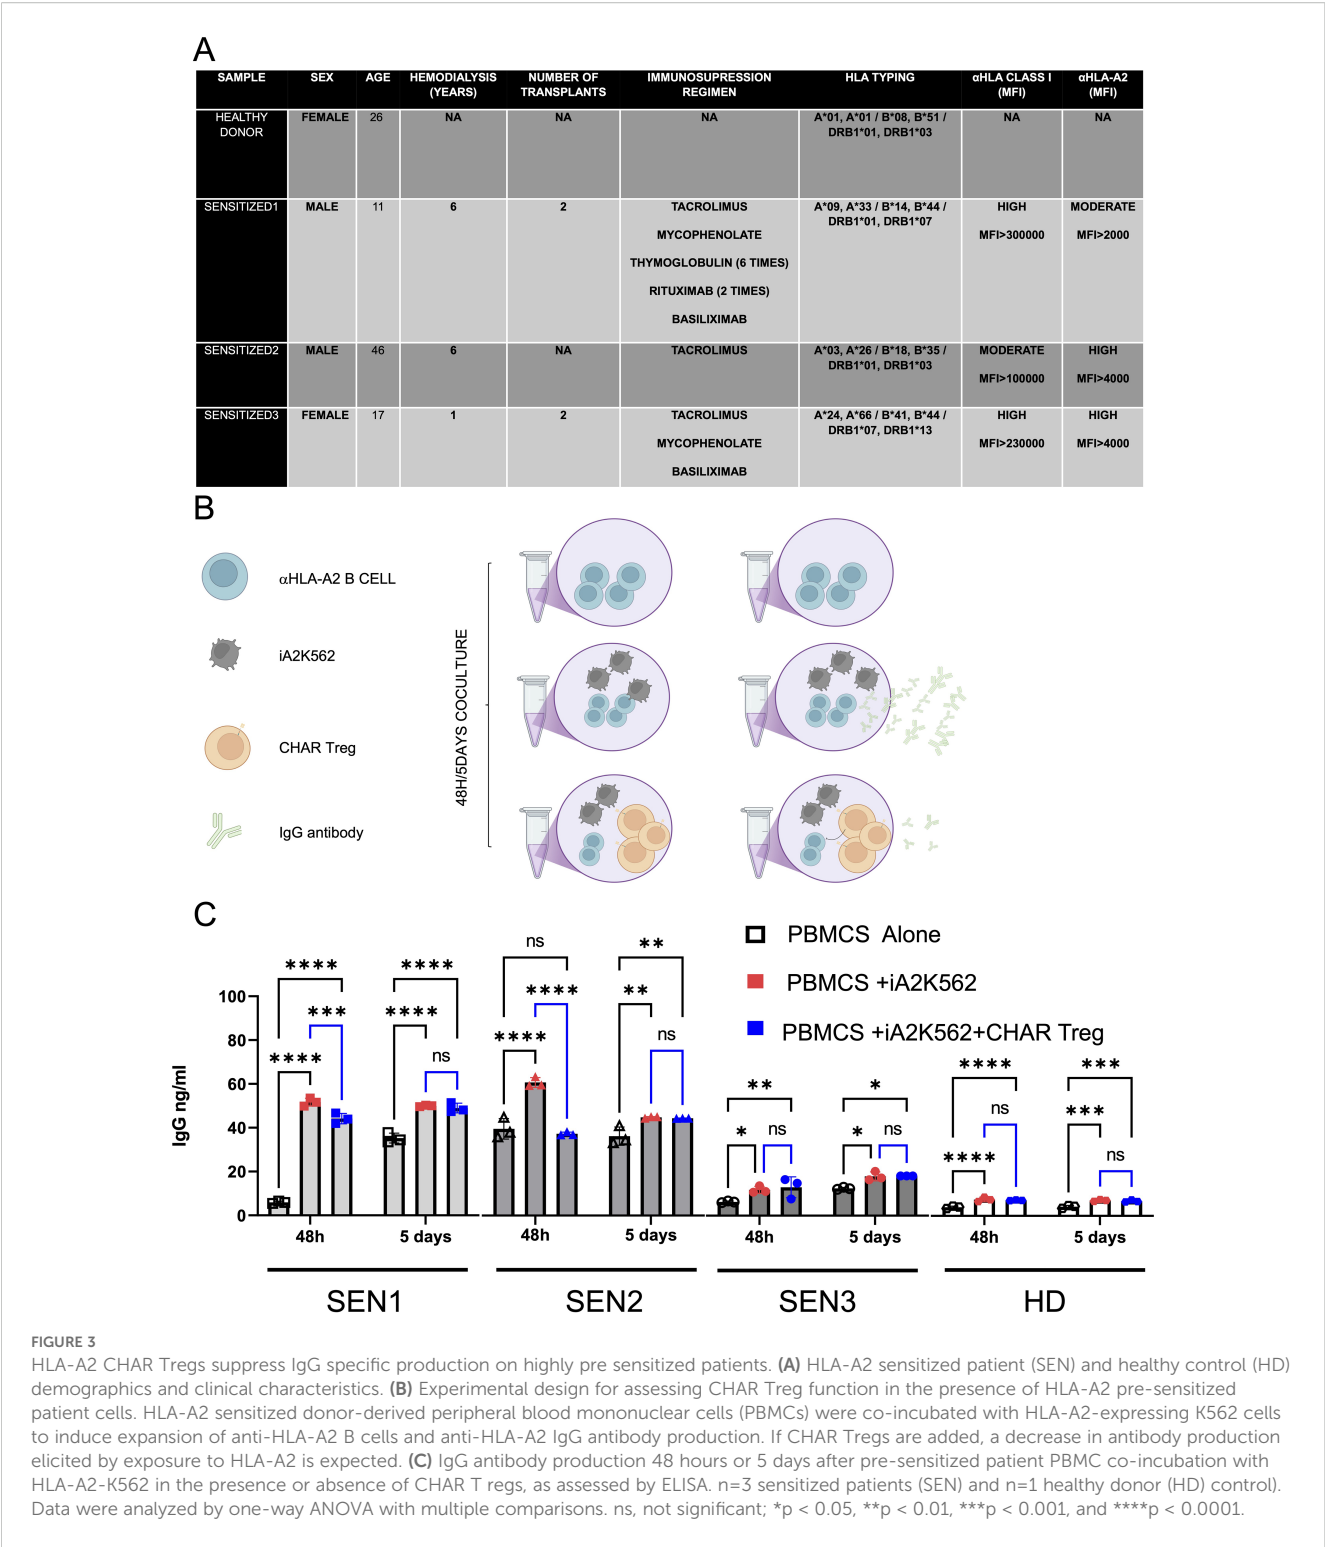 A
SAMPLE SEX AGE HEMODIALYSIS (YEARS) NUMBER OF TRANSPLANTS IMMUNOSUPRESSION REGIMEN HLA TYPING αHLA CLASS I (MFI) αHLA-A2 (MFI)
HEALTHY DONOR FEMALE 26 NA NA NA A*01, A*01 / B*08, B*51 / DRB1*01, DRB1*03 NA NA
SENSITIZED1 MALE 11 6 2 TACROLIMUS A*09, A*33 / B*14, B*44 / DRB1*01, DRB1*07 HIGH MODERATE
MYCOPHENOLATE MFI>300000 MFI>2000
THYMOGLOBULIN (6 TIMES)
RITUXIMAB (2 TIMES)
BASILIXIMAB
SENSITIZED2 MALE 46 6 NA TACROLIMUS A*03, A*26 / B*18, B*35 / DRB1*01, DRB1*03 MODERATE HIGH
MFI>100000 MFI>4000
SENSITIZED3 FEMALE 17 1 2 TACROLIMUS A*24, A*66 / B*41, B*44 / DRB1*07, DRB1*13 HIGH HIGH
MYCOPHENOLATE MFI>230000 MFI>4000
BASILIXIMAB
B
αHLA-A2 B CELL
iA2K562
CHAR Treg
IgG antibody
48H/5DAYS COCULTURE
C
PBMCS Alone
PBMCS +iA2K562
PBMCS +iA2K562+CHAR Treg
IgG ng/ml
100
80
60
40
20
0
**** *** **** **** **** ns
ns **** **** ** ** ns
** * ns * * ns
**** ns **** *** *** ns
48h 5 days 48h 5 days 48h 5 days 48h 5 days
SEN1 SEN2 SEN3 HD
FIGURE 3
HLA-A2 CHAR Tregs suppress IgG specific production on highly pre sensitized patients. (A) HLA-A2 sensitized patient (SEN) and healthy control (HD)
demographics and clinical characteristics. (B) Experimental design for assessing CHAR Treg function in the presence of HLA-A2 pre-sensitized
patient cells. HLA-A2 sensitized donor-derived peripheral blood mononuclear cells (PBMCs) were co-incubated with HLA-A2-expressing K562 cells
to induce expansion of anti-HLA-A2 B cells and anti-HLA-A2 IgG antibody production. If CHAR Tregs are added, a decrease in antibody production
elicited by exposure to HLA-A2 is expected. (C) IgG antibody production 48 hours or 5 days after pre-sensitized patient PBMC co-incubation with
HLA-A2-K562 in the presence or absence of CHAR T regs, as assessed by ELISA. n=3 sensitized patients (SEN) and n=1 healthy donor (HD) control).
Data were analyzed by one-way ANOVA with multiple comparisons. ns, not significant; *p < 0.05, **p < 0.01, ***p < 0.001, and ****p < 0.0001.